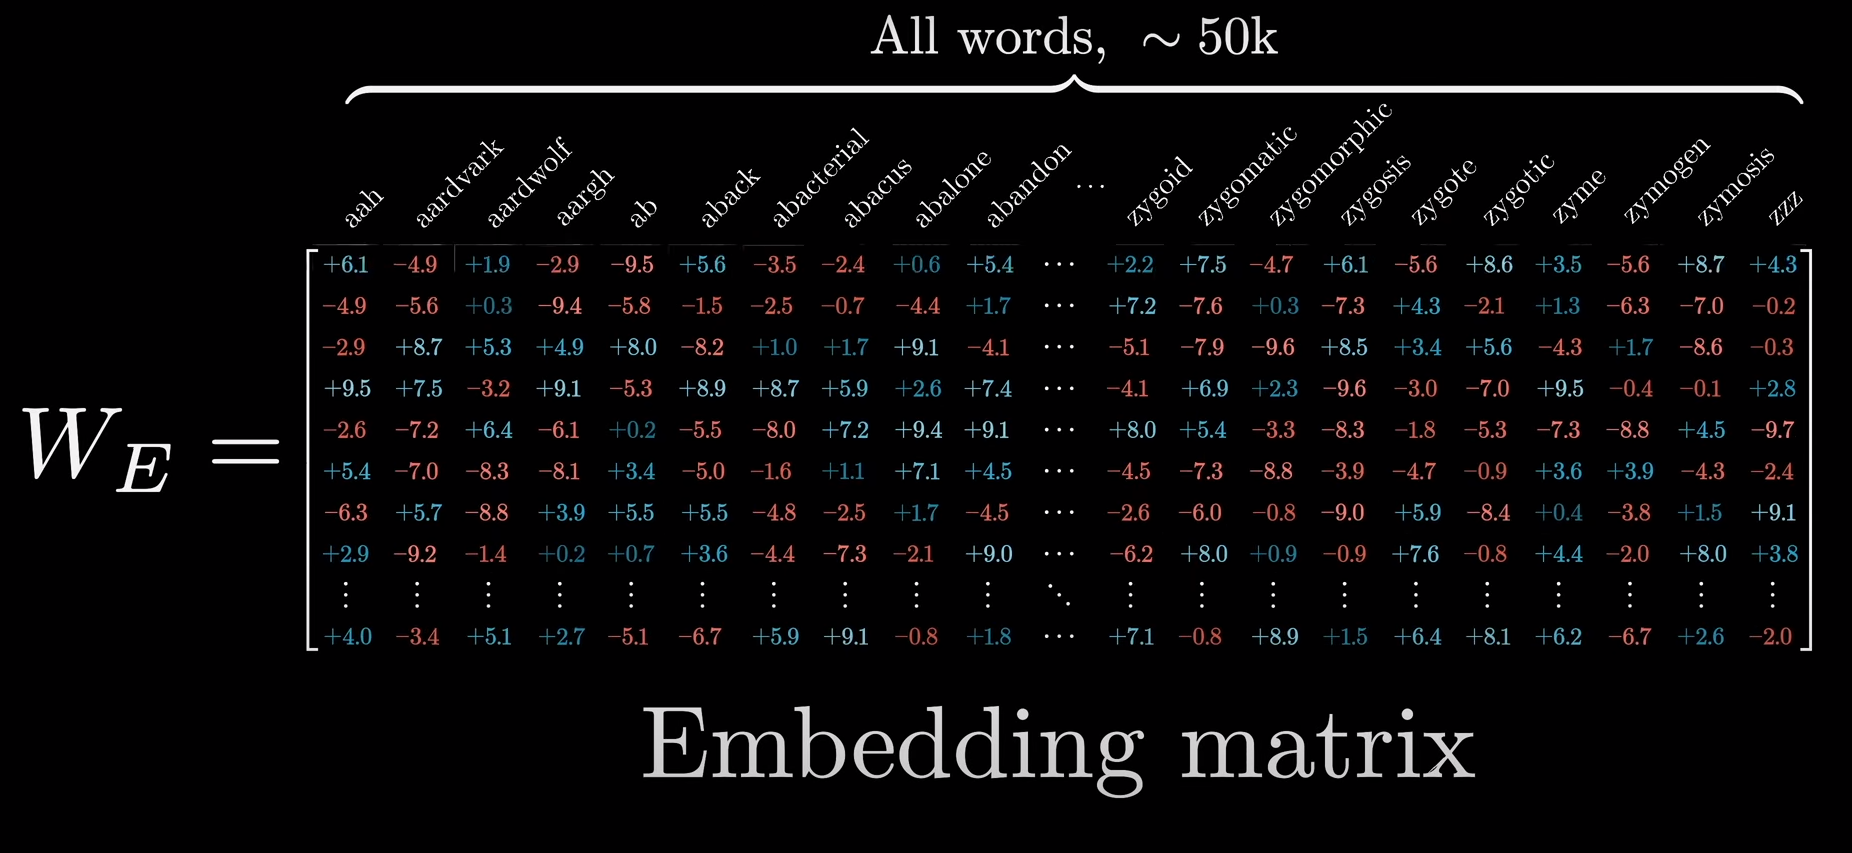 All words, ∼ 50k
aah aardvark aardwolf aargh ab aback abacterial abacus abalone abandon ⋯ zygoid zygomatic zygomorphic zygosis zygote zygotic zyme zymogen zymosis zzz
+6.1 −4.9 +1.9 −2.9 −9.5 +5.6 −3.5 −2.4 +0.6 +5.4 ⋯ +2.2 +7.5 −4.7 +6.1 −5.6 +8.6 +3.5 −5.6 +8.7 +4.3
−4.9 −5.6 +0.3 −9.4 −5.8 −1.5 −2.5 −0.7 −4.4 +1.7 ⋯ +7.2 −7.6 +0.3 −7.3 +4.3 −2.1 +1.3 −6.3 −7.0 −0.2
−2.9 +8.7 +5.3 +4.9 +8.0 −8.2 +1.0 +1.7 +9.1 −4.1 ⋯ −5.1 −7.9 −9.6 +8.5 +3.4 +5.6 −4.3 +1.7 −8.6 −0.3
+9.5 +7.5 −3.2 +9.1 −5.3 +8.9 +8.7 +5.9 +2.6 +7.4 ⋯ −4.1 +6.9 +2.3 −9.6 −3.0 −7.0 +9.5 −0.4 −0.1 +2.8
W_E = −2.6 −7.2 +6.4 −6.1 +0.2 −5.5 −8.0 +7.2 +9.4 +9.1 ⋯ +8.0 +5.4 −3.3 −8.3 −1.8 −5.3 −7.3 −8.8 +4.5 −9.7
+5.4 −7.0 −8.3 −8.1 +3.4 −5.0 −1.6 +1.1 +7.1 +4.5 ⋯ −4.5 −7.3 −8.8 −3.9 −4.7 −0.9 +3.6 +3.9 −4.3 −2.4
−6.3 +5.7 −8.8 +3.9 +5.5 +5.5 −4.8 −2.5 +1.7 −4.5 ⋯ −2.6 −6.0 −0.8 −9.0 +5.9 −8.4 +0.4 −3.8 +1.5 +9.1
+2.9 −9.2 −1.4 +0.2 +0.7 +3.6 −4.4 −7.3 −2.1 +9.0 ⋯ −6.2 +8.0 +0.9 −0.9 +7.6 −0.8 +4.4 −2.0 +8.0 +3.8
⋮ ⋮ ⋮ ⋮ ⋮ ⋮ ⋮ ⋮ ⋮ ⋮ ⋱ ⋮ ⋮ ⋮ ⋮ ⋮ ⋮ ⋮ ⋮ ⋮ ⋮
+4.0 −3.4 +5.1 +2.7 −5.1 −6.7 +5.9 +9.1 −0.8 +1.8 ⋯ +7.1 −0.8 +8.9 +1.5 +6.4 +8.1 +6.2 −6.7 +2.6 −2.0
Embedding matrix